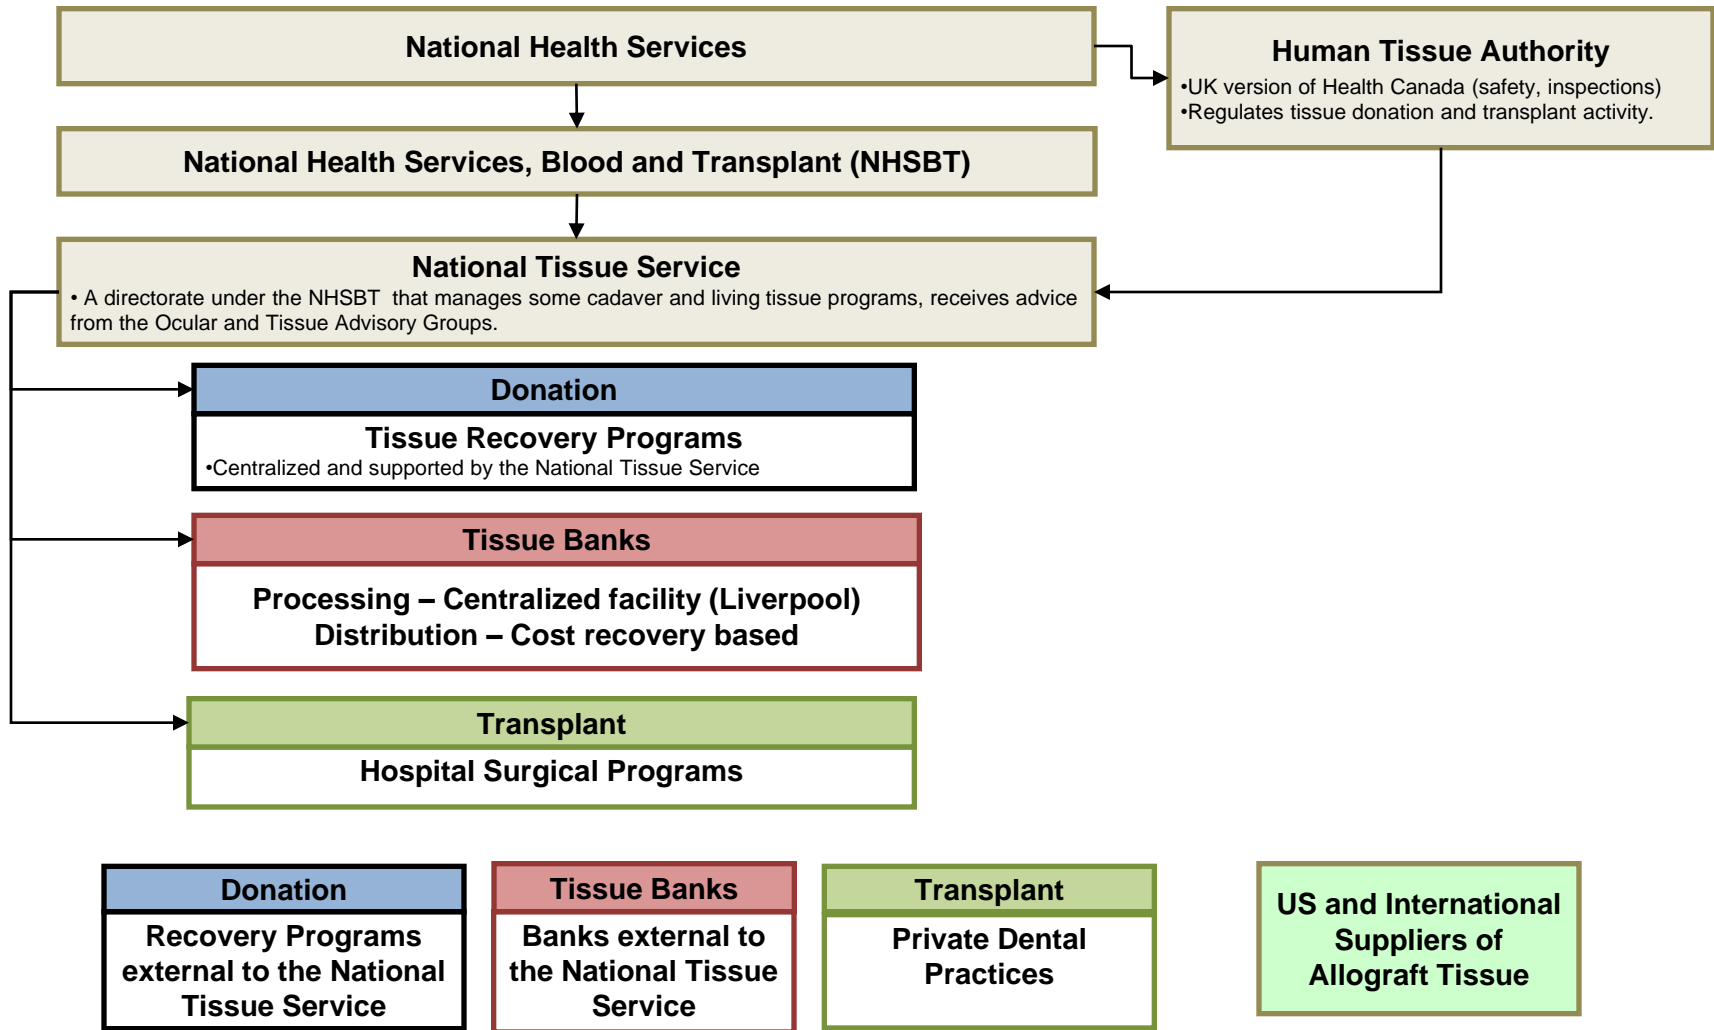 National Health Services
Human Tissue Authority
•UK version of Health Canada (safety, inspections)
•Regulates tissue donation and transplant activity.
National Health Services, Blood and Transplant (NHSBT)
National Tissue Service
• A directorate under the NHSBT that manages some cadaver and living tissue programs, receives advice
from the Ocular and Tissue Advisory Groups.
Donation
Tissue Recovery Programs
•Centralized and supported by the National Tissue Service
Tissue Banks
Processing – Centralized facility (Liverpool)
Distribution – Cost recovery based
Transplant
Hospital Surgical Programs
Donation
Recovery Programs
external to the National
Tissue Service
Tissue Banks
Banks external to
the National Tissue
Service
Transplant
Private Dental
Practices
US and International
Suppliers of
Allograft Tissue